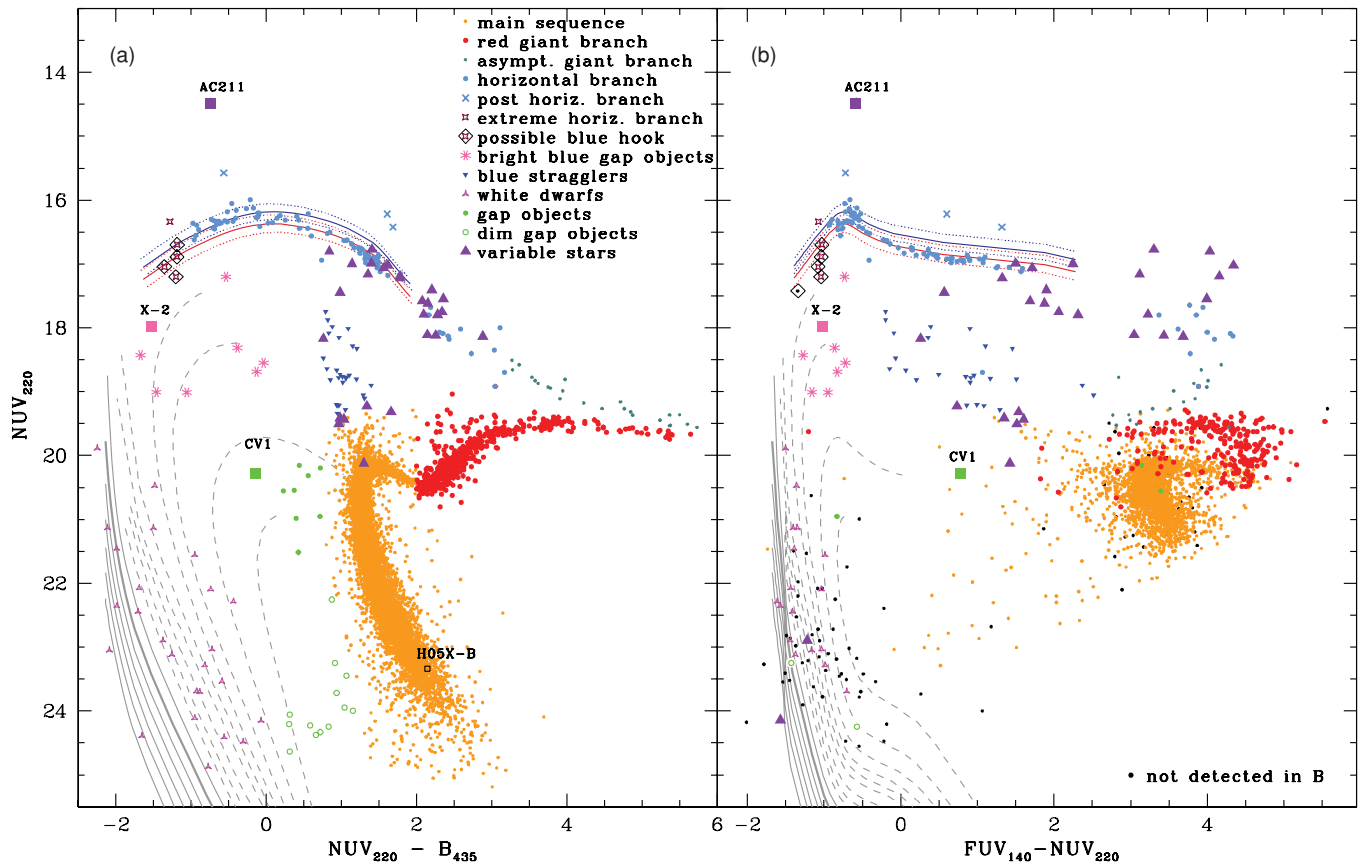 (a)
AC211
X-2
CV1
H05X-B
main sequence
red giant branch
asympt. giant branch
horizontal branch
post horiz. branch
extreme horiz. branch
possible blue hook
bright blue gap objects
blue stragglers
white dwarfs
gap objects
dim gap objects
variable stars
14
16
18
20
22
24
NUV220
-2
0
2
4
6
NUV220 - B435
(b)
AC211
X-2
CV1
not detected in B
-2
0
2
4
FUV140-NUV220